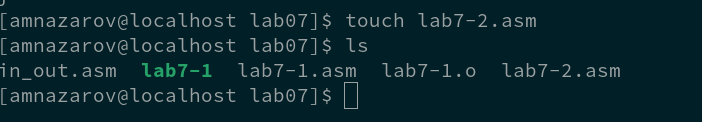 [amnazarov@localhost lab07]$ touch lab7-2.asm
[amnazarov@localhost lab07]$ ls
in_out.asm  lab7-1  lab7-1.asm  lab7-1.o  lab7-2.asm
[amnazarov@localhost lab07]$